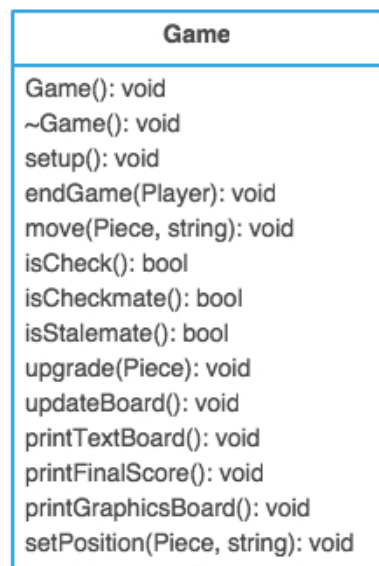 Game
Game(): void
~Game(): void
setup(): void
endGame(Player): void
move(Piece, string): void
isCheck(): bool
isCheckmate(): bool
isStalemate(): bool
upgrade(Piece): void
updateBoard(): void
printTextBoard(): void
printFinalScore(): void
printGraphicsBoard(): void
setPosition(Piece, string): void